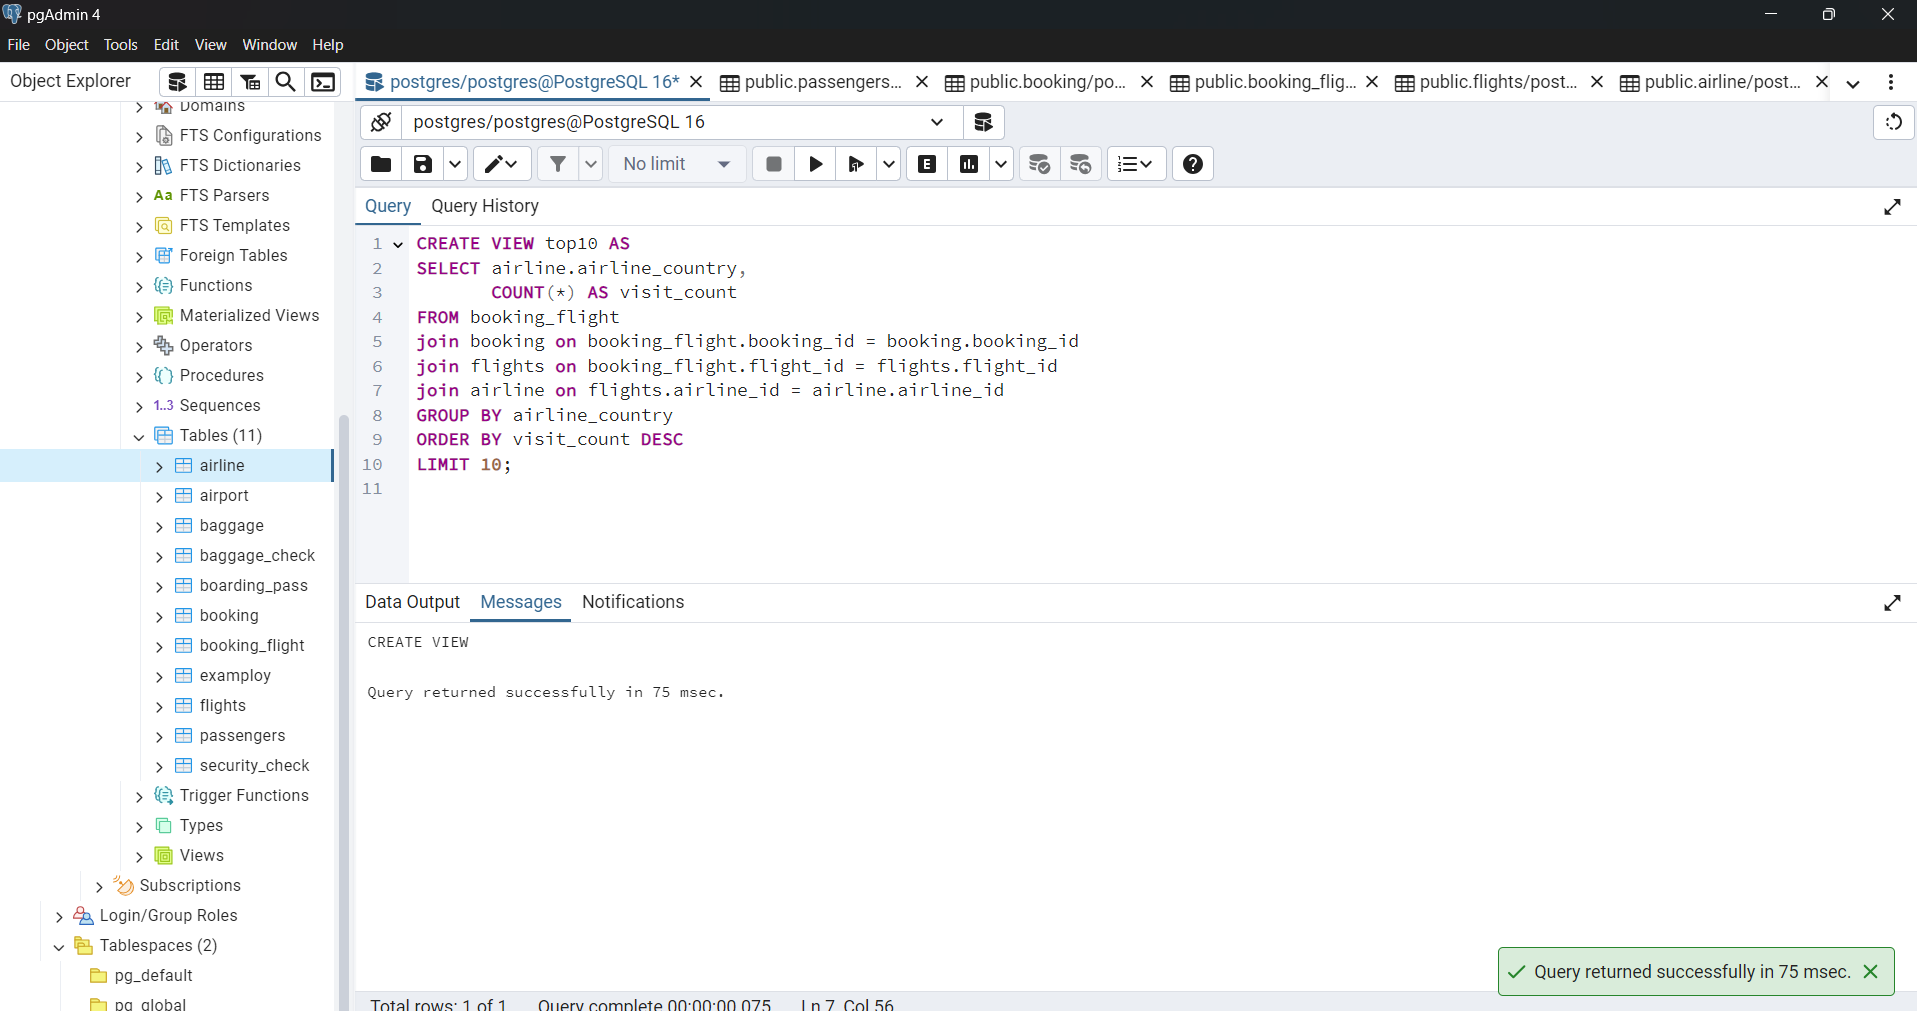 pgAdmin 4
File Object Tools Edit View Window Help
Object Explorer
postgres/postgres@PostgreSQL 16*
public.passengers...
public.booking/po...
public.booking_flig...
public.flights/post...
public.airline/post...
postgres/postgres@PostgreSQL 16
No limit
E
Query Query History
Domains
FTS Configurations
FTS Dictionaries
Aa FTS Parsers
FTS Templates
Foreign Tables
Functions
Materialized Views
Operators
Procedures
1..3 Sequences
Tables (11)
airline
airport
baggage
baggage_check
boarding_pass
booking
booking_flight
examploy
flights
passengers
security_check
Trigger Functions
Types
Views
Subscriptions
Login/Group Roles
Tablespaces (2)
pg_default
pg_global
1 CREATE VIEW top10 AS
2 SELECT airline.airline_country,
3 COUNT(*) AS visit_count
4 FROM booking_flight
5 join booking on booking_flight.booking_id = booking.booking_id
6 join flights on booking_flight.flight_id = flights.flight_id
7 join airline on flights.airline_id = airline.airline_id
8 GROUP BY airline_country
9 ORDER BY visit_count DESC
10 LIMIT 10;
11
Data Output Messages Notifications
CREATE VIEW
Query returned successfully in 75 msec.
Query returned successfully in 75 msec.
Total rows: 1 of 1 Query complete 00:00:00.075 Ln 7, Col 56